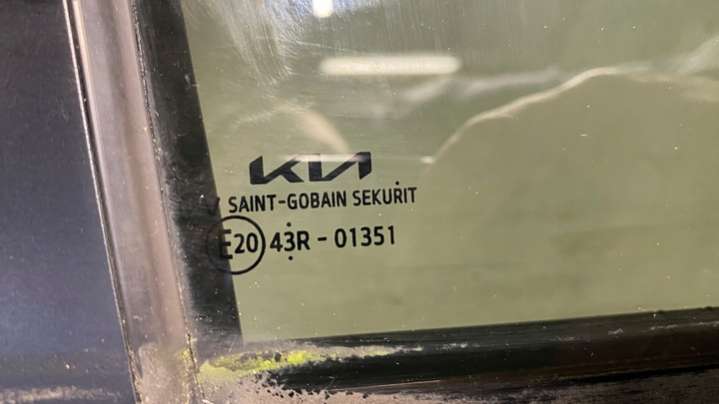 KIA
SAINT-GOBAIN SEKURIT
E20 43R - 01351